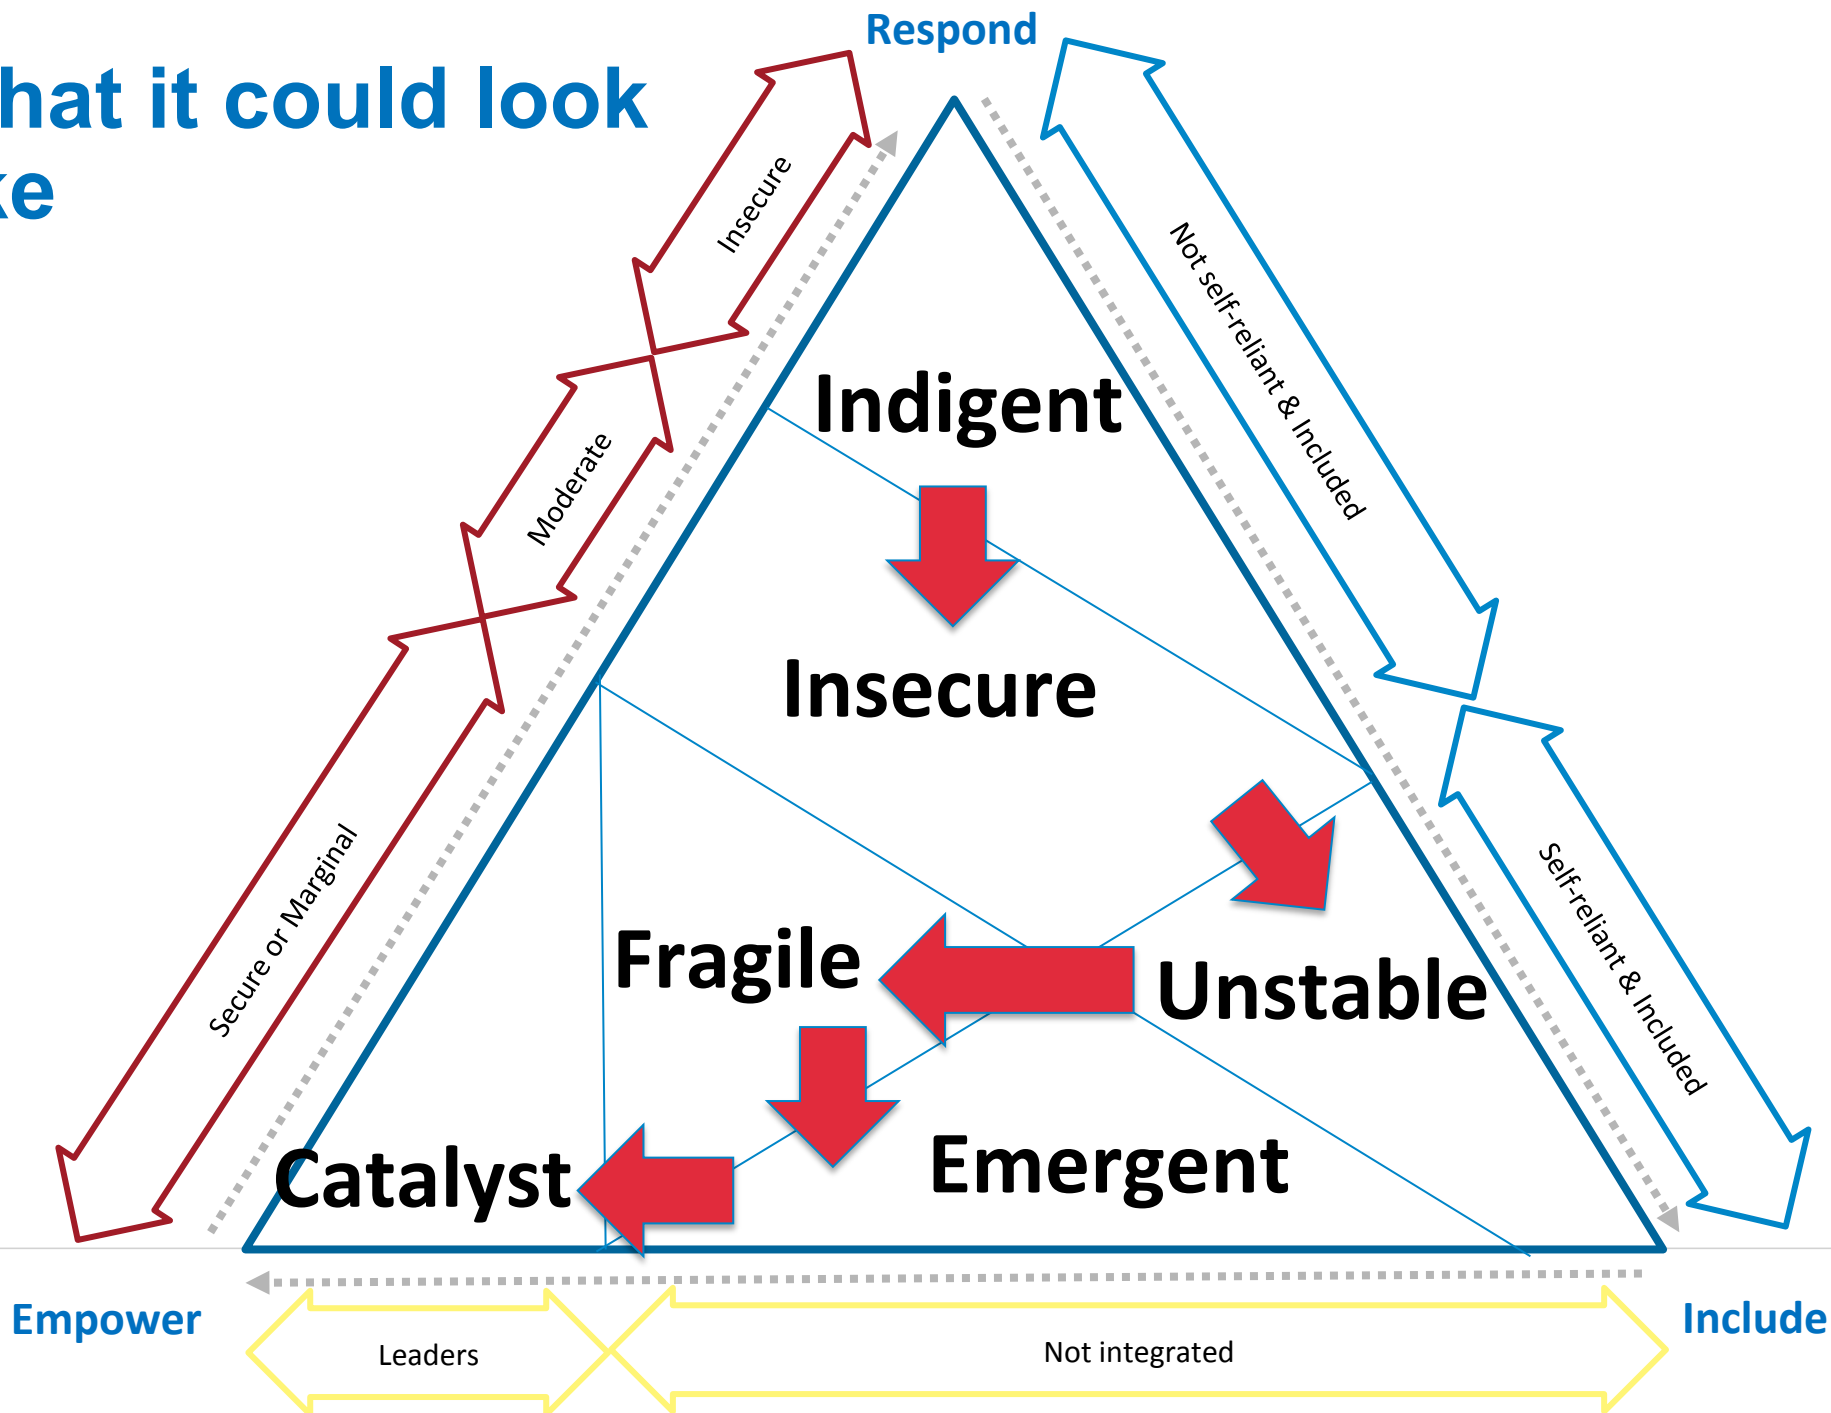 Respond
hat it could look
ke
Insecure
Not self-reliant & Included
Indigent
Moderate
Insecure
Secure or Marginal
Self-reliant & Included
Fragile
Unstable
Catalyst
Emergent
Empower
Include
Leaders
Not integrated